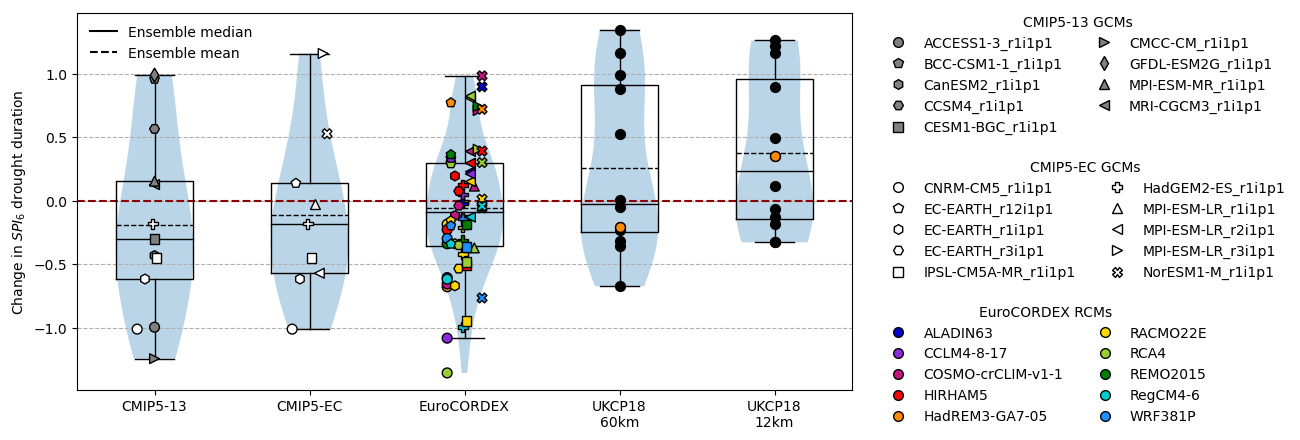 Ensemble median
Ensemble mean
Change in SPI6 drought duration
1.0
0.5
0.0
−0.5
−1.0
CMIP5-13
CMIP5-EC
EuroCORDEX
UKCP18
60km
UKCP18
12km
CMIP5-13 GCMs
ACCESS1-3_r1i1p1
BCC-CSM1-1_r1i1p1
CanESM2_r1i1p1
CCSM4_r1i1p1
CESM1-BGC_r1i1p1
CMCC-CM_r1i1p1
GFDL-ESM2G_r1i1p1
MPI-ESM-MR_r1i1p1
MRI-CGCM3_r1i1p1
CMIP5-EC GCMs
CNRM-CM5_r1i1p1
EC-EARTH_r12i1p1
EC-EARTH_r1i1p1
EC-EARTH_r3i1p1
IPSL-CM5A-MR_r1i1p1
HadGEM2-ES_r1i1p1
MPI-ESM-LR_r1i1p1
MPI-ESM-LR_r2i1p1
MPI-ESM-LR_r3i1p1
NorESM1-M_r1i1p1
EuroCORDEX RCMs
ALADIN63
CCLM4-8-17
COSMO-crCLIM-v1-1
HIRHAM5
HadREM3-GA7-05
RACMO22E
RCA4
REMO2015
RegCM4-6
WRF381P